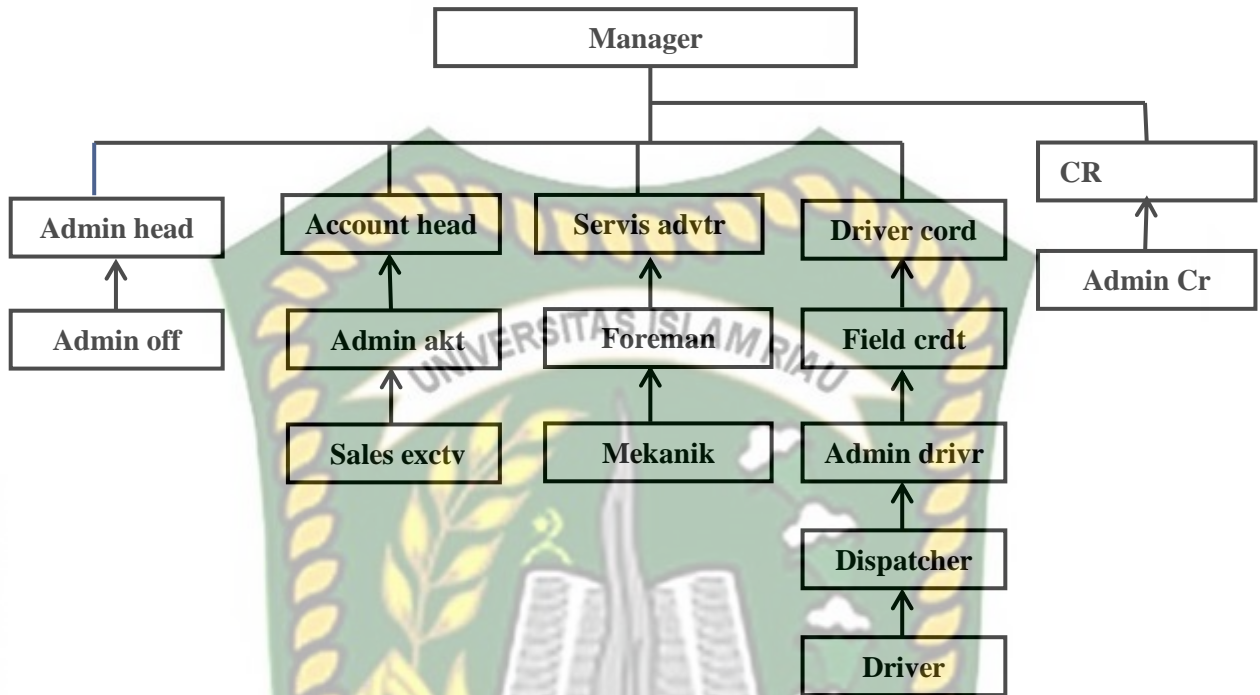 Manager
CR
Admin head
Account head
Servis advtr
Driver cord
Admin Cr
Admin off
Admin akt
Foreman
Field crdt
UNIVERSITAS ISLAM RIAU
Sales exctv
Mekanik
Admin drivr
Dispatcher
Driver